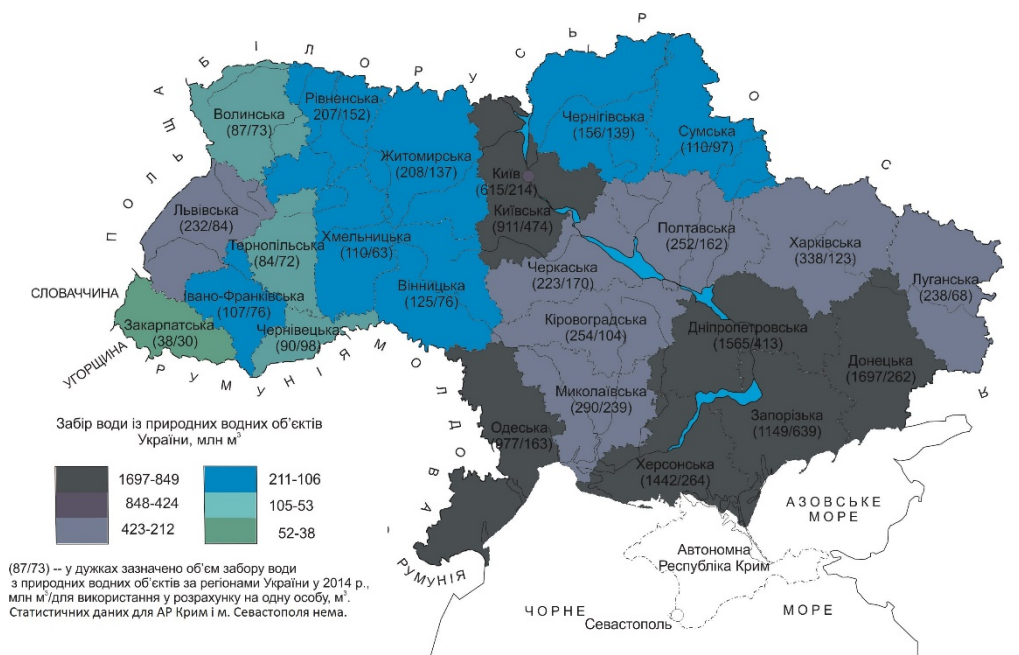 БІЛОРУСЬ
ПОЛЬЩА
РОСІЯ
Волинська
(87/73)
Рівненська
207/152)
Житомирська
(208/137)
Чернігівська
(156/139)
Сумська
(110/97)
Київ
(615/214)
Київська
(911/474)
Львівська
(232/84)
Тернопільська
(84/72)
Хмельницька
(110/63)
Вінницька
(125/76)
Черкаська
(223/170)
Полтавська
(252/162)
Харківська
(338/123)
Луганська
(238/68)
СЛОВАЧЧИНА
Івано-Франківська
(107/76)
Закарпатська
(38/30)
Чернівецька
(90/98)
Кіровоградська
(254/104)
Дніпропетровська
(1565/413)
Донецька
(1697/262)
УГОРЩИНА
РУМУНІЯ
МОЛДОВА
Миколаївська
(290/239)
Запорізька
(1149/639)
Одеська
(977/163)
Херсонська
(1442/264)
АЗОВСЬКЕ
МОРЕ
РУМУНІЯ
Автономна
Республіка Крим
ЧОРНЕ
МОРЕ
Севастополь
Забір води із природних водних об'єктів
України, млн м³
1697-849
848-424
423-212
211-106
105-53
52-38
(87/73) -- у дужках зазначено об'єм забору води
з природних водних об'єктів за регіонами України у 2014 р.,
млн м³/для використання у розрахунку на одну особу, м³.
Статистичних даних для АР Крим і м. Севастополя нема.